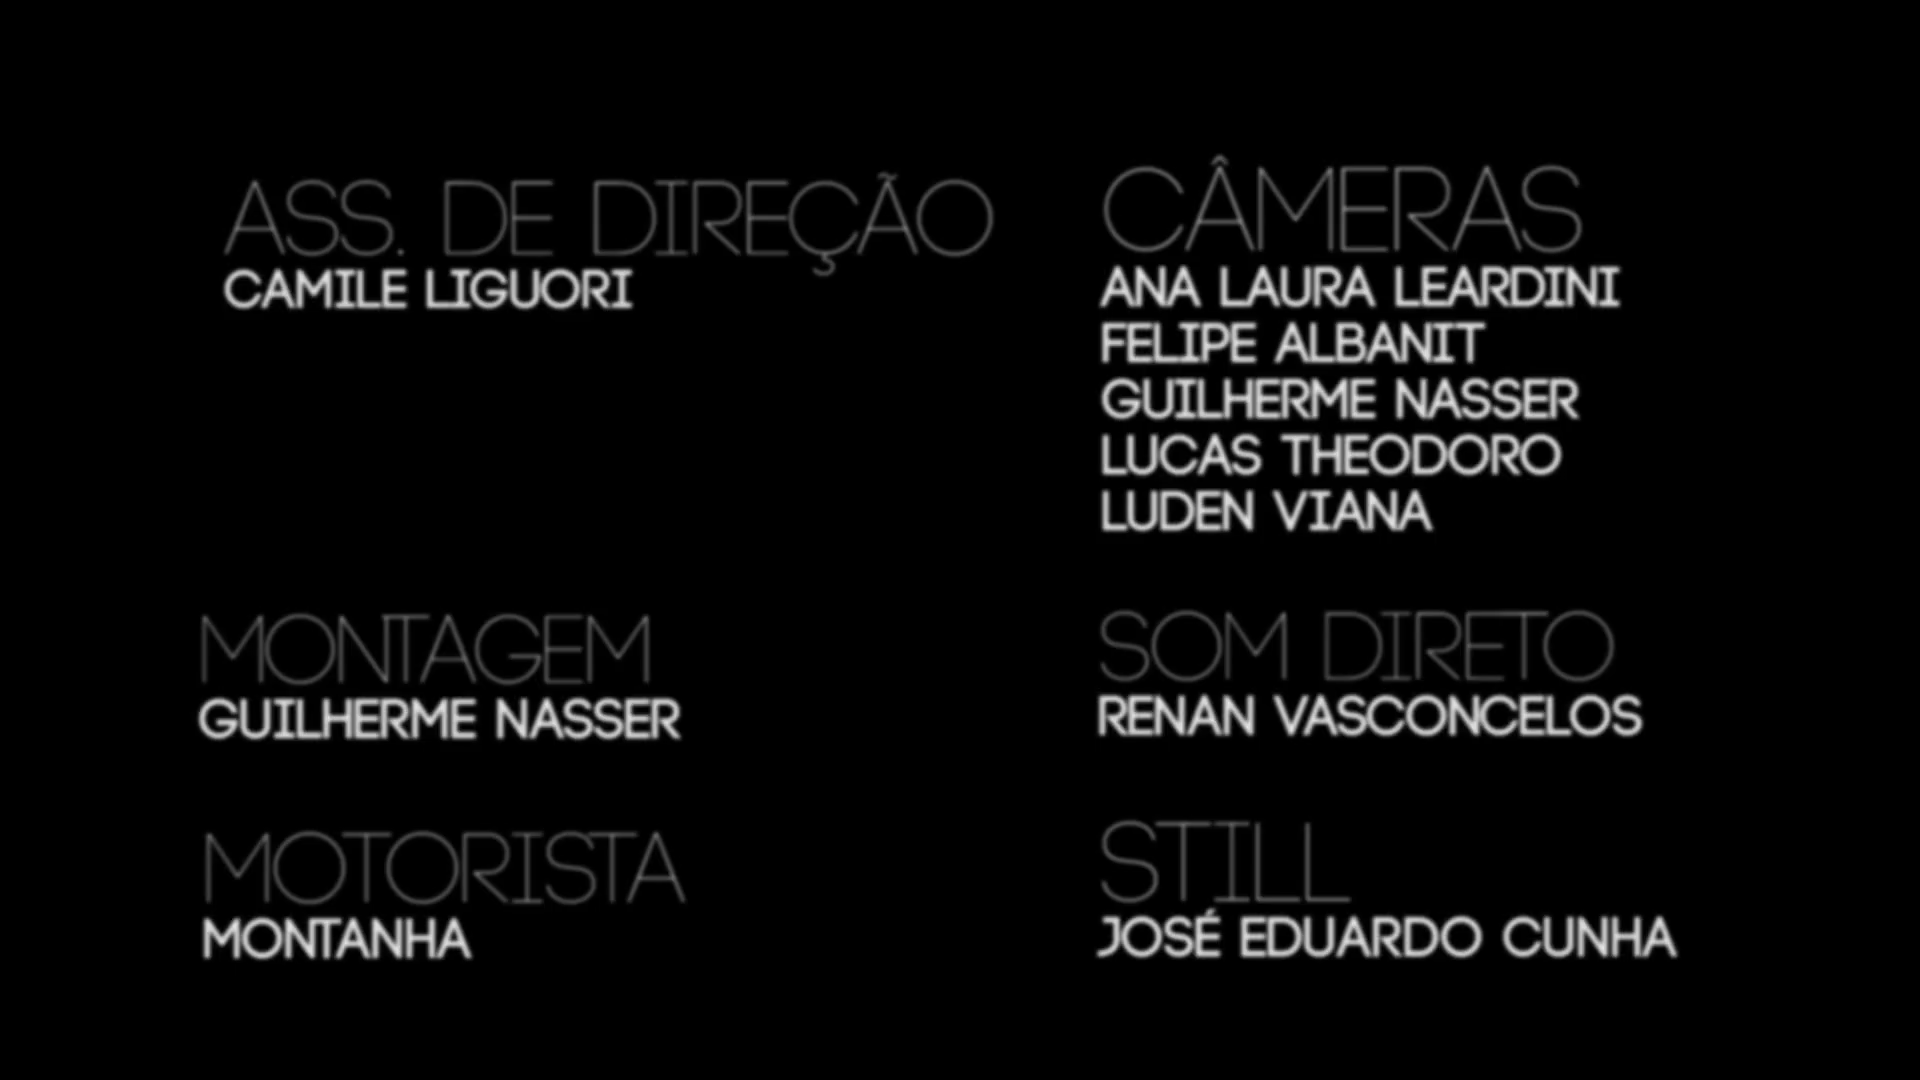 ASS. DE DIREÇÃO
CAMILE LIGUORI
CÂMERAS
ANA LAURA LEARDINI
FELIPE ALBANIT
GUILHERME NASSER
LUCAS THEODORO
LUDEN VIANA
MONTAGEM
GUILHERME NASSER
SOM DIRETO
RENAN VASCONCELOS
MOTORISTA
MONTANHA
STILL
JOSÉ EDUARDO CUNHA